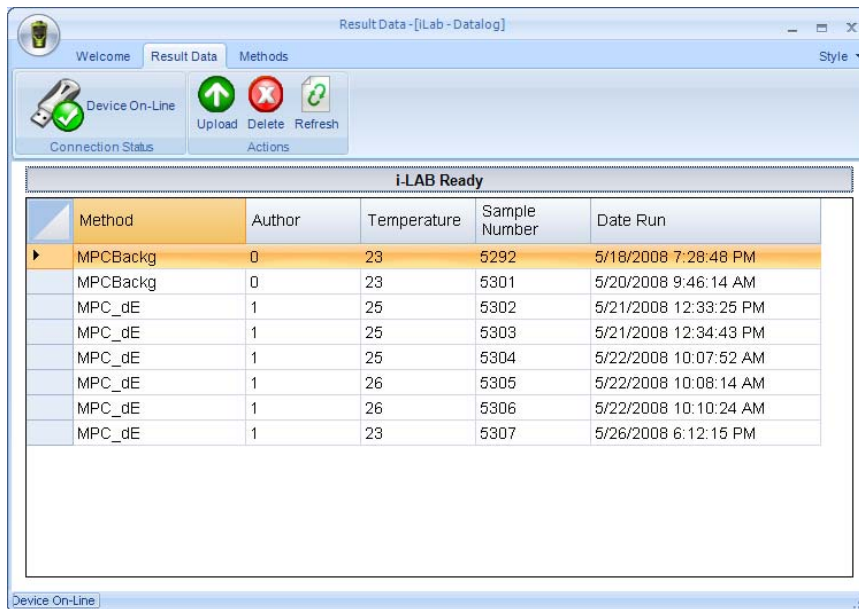 Result Data -[iLab - Datalog]
Welcome Result Data Methods Style
Device On-Line Upload Delete Refresh
Connection Status Actions
i-LAB Ready
Method Author Temperature Sample Number Date Run
MPCBackg 0 23 5292 5/18/2008 7:28:48 PM
MPCBackg 0 23 5301 5/20/2008 9:46:14 AM
MPC_dE 1 25 5302 5/21/2008 12:33:25 PM
MPC_dE 1 25 5303 5/21/2008 12:34:43 PM
MPC_dE 1 25 5304 5/22/2008 10:07:52 AM
MPC_dE 1 26 5305 5/22/2008 10:08:14 AM
MPC_dE 1 26 5306 5/22/2008 10:10:24 AM
MPC_dE 1 23 5307 5/26/2008 6:12:15 PM
Device On-Line